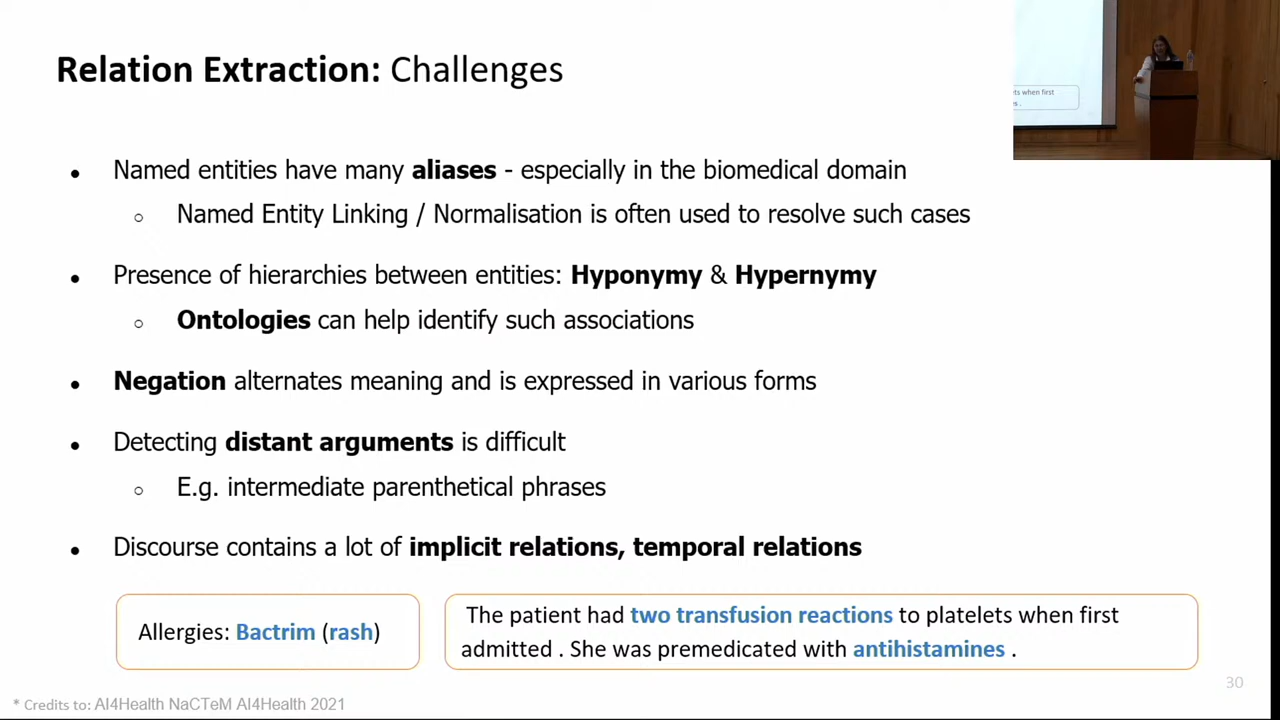 Relation Extraction: Challenges
ts when first
es .
• Named entities have many aliases - especially in the biomedical domain
○ Named Entity Linking / Normalisation is often used to resolve such cases
• Presence of hierarchies between entities: Hyponymy & Hypernymy
○ Ontologies can help identify such associations
• Negation alternates meaning and is expressed in various forms
• Detecting distant arguments is difficult
○ E.g. intermediate parenthetical phrases
• Discourse contains a lot of implicit relations, temporal relations
Allergies: Bactrim (rash)
The patient had two transfusion reactions to platelets when first
admitted . She was premedicated with antihistamines .
30
* Credits to: AI4Health NaCTeM AI4Health 2021